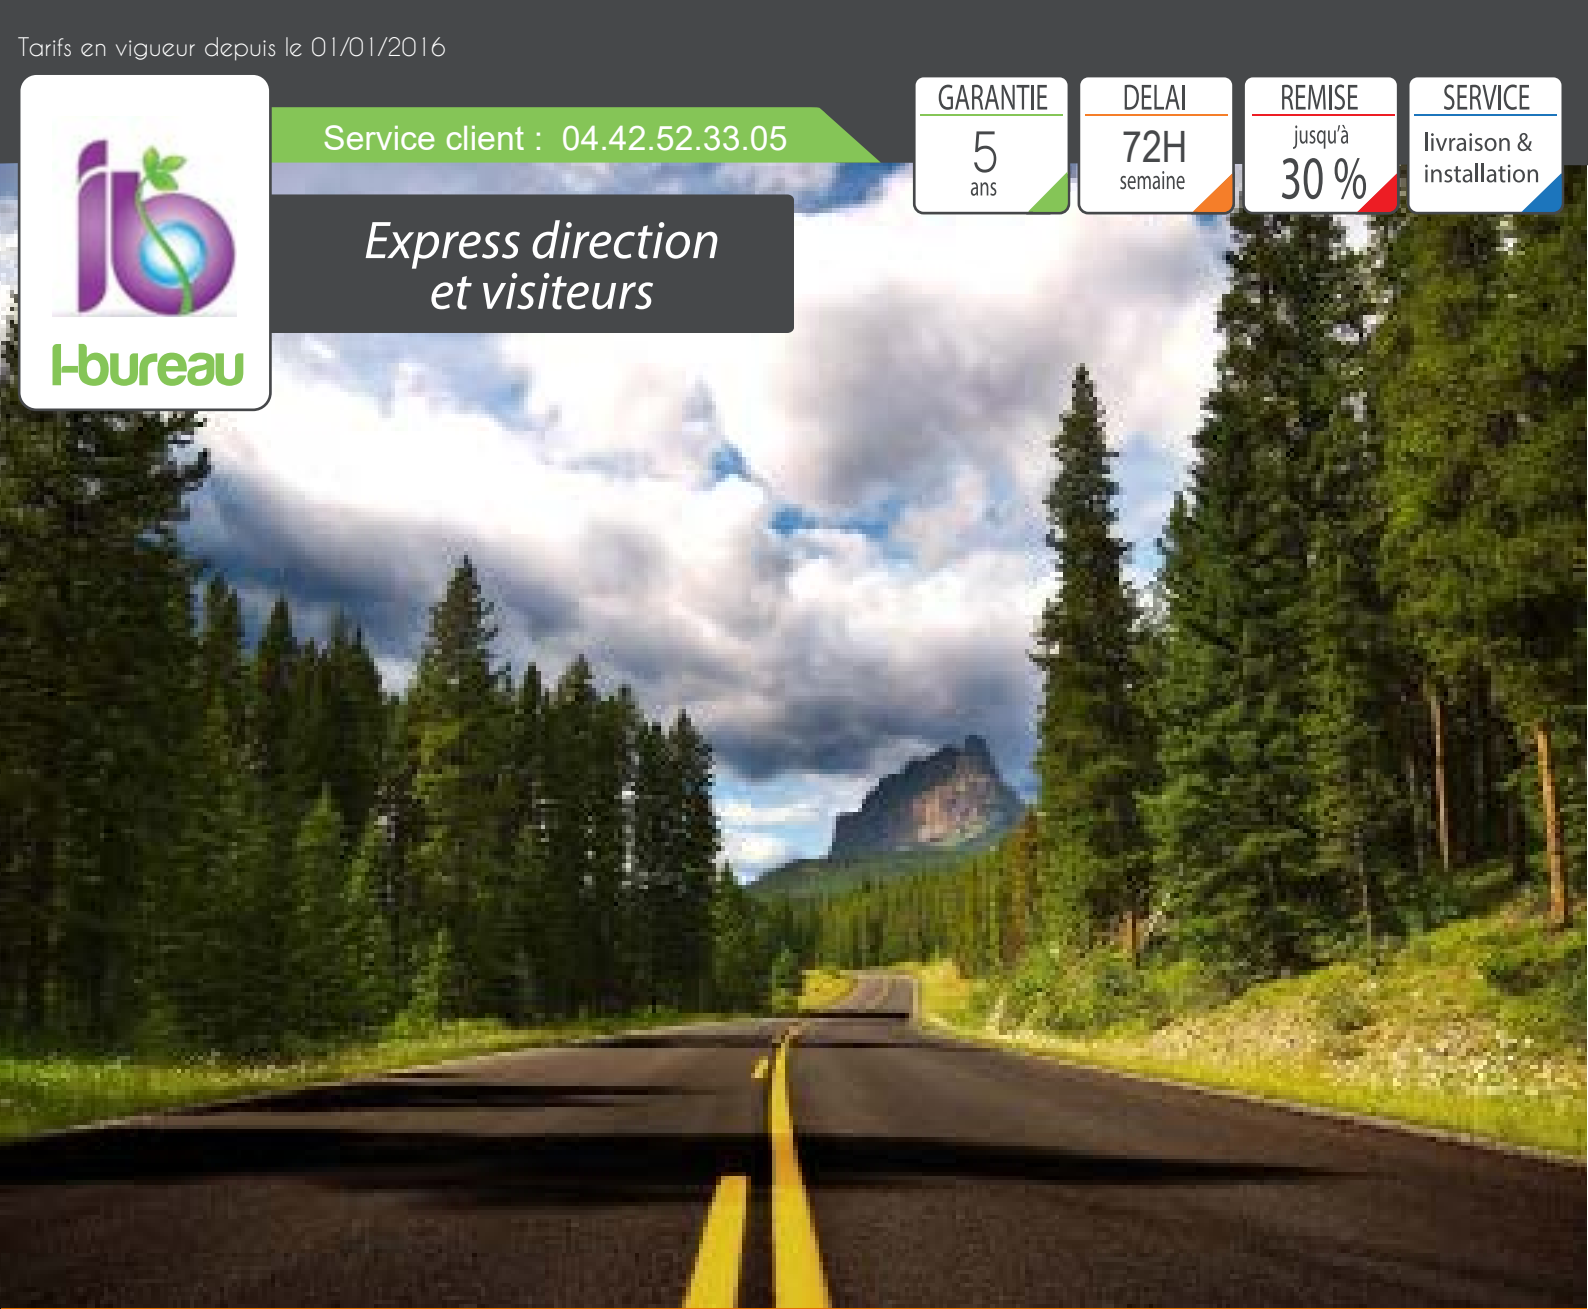 Tarifs en vigueur depuis le 01/01/2016
Service client : 04.42.52.33.05
GARANTIE
5
ans
DELAI
72H
semaine
REMISE
jusqu'à
30 %
SERVICE
livraison &
installation
ib
I-bureau
Express direction
et visiteurs